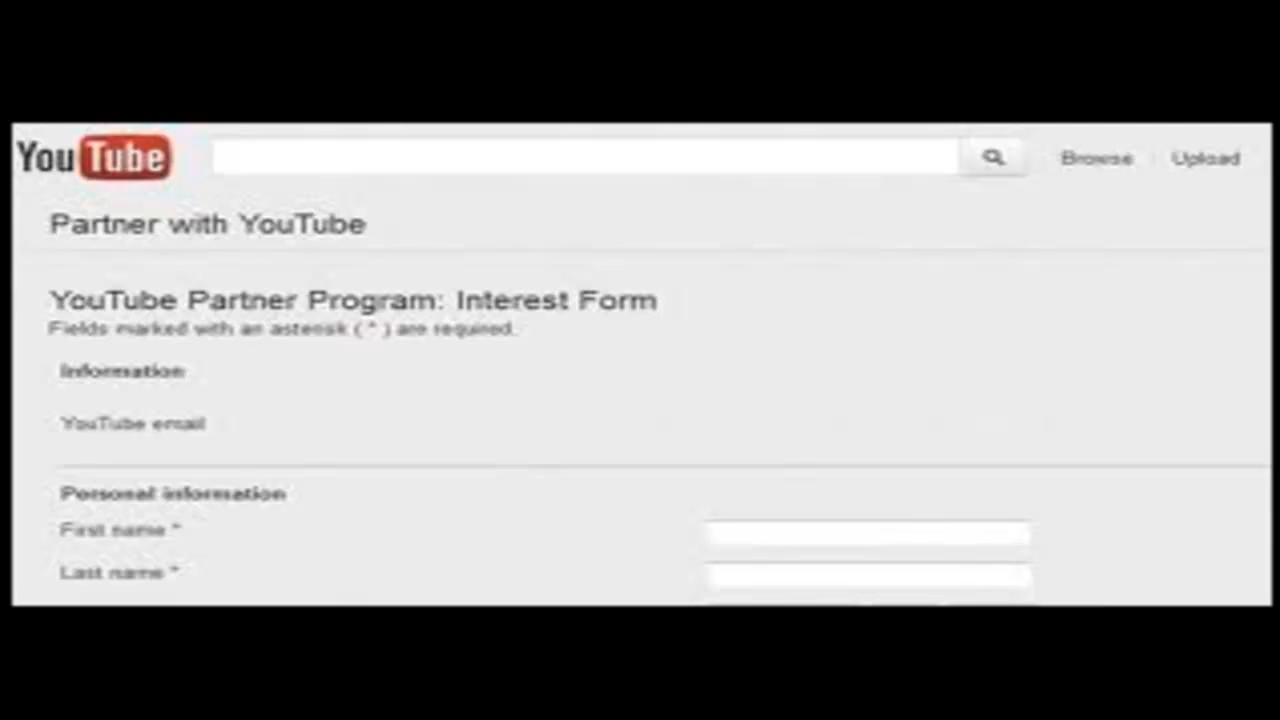 YouTube
Browse Upload
Partner with YouTube
YouTube Partner Program: Interest Form
Fields marked with an asterisk ( * ) are required.
Information
YouTube email
Personal information
First name *
Last name *